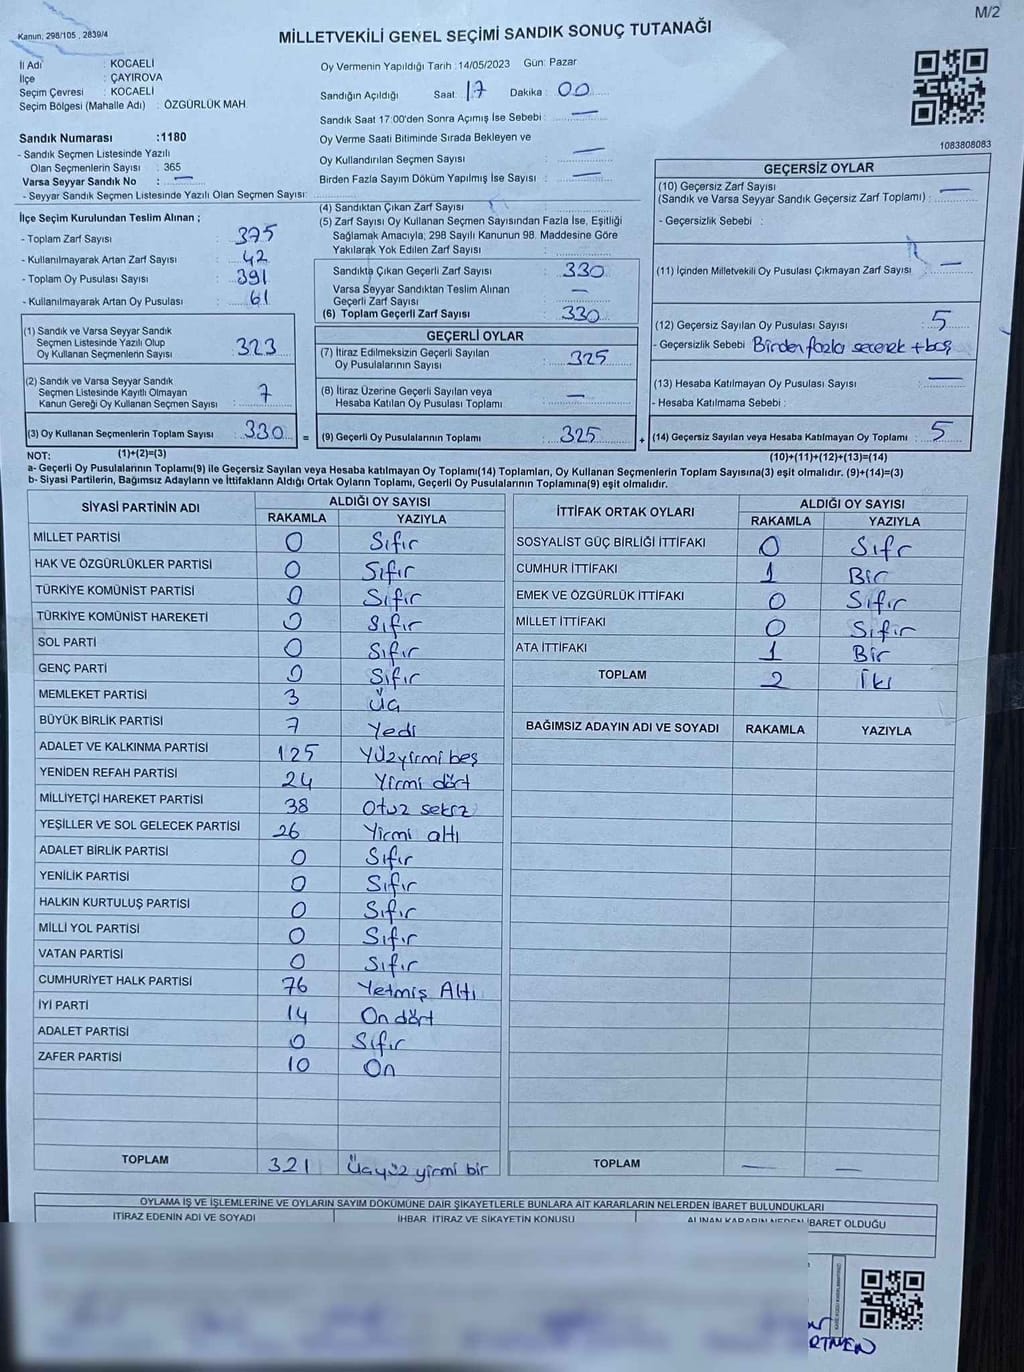 M/2
Kanun; 298/105 , 2839/4
MİLLETVEKİLİ GENEL SEÇİMİ SANDIK SONUÇ TUTANAĞI
İl Adı : KOCAELİ
İlçe : ÇAYIROVA
Seçim Çevresi : KOCAELİ
Seçim Bölgesi (Mahalle Adı) : ÖZGÜRLÜK MAH.
Sandık Numarası :1180
- Sandık Seçmen Listesinde Yazılı
Olan Seçmenlerin Sayısı : 365
Varsa Seyyar Sandık No : —
- Seyyar Sandık Seçmen Listesinde Yazılı Olan Seçmen Sayısı:
Oy Vermenin Yapıldığı Tarih :14/05/2023 Gün: Pazar
Sandığın Açıldığı Saat: 17 Dakika : 00
Sandık Saat 17:00'den Sonra Açımış İse Sebebi : —
Oy Verme Saati Bitiminde Sırada Bekleyen ve
Oy Kullandırılan Seçmen Sayısı : —
Birden Fazla Sayım Döküm Yapılmış İse Sayısı : —
1083808083
İlçe Seçim Kurulundan Teslim Alınan ;
- Toplam Zarf Sayısı : 375
- Kullanılmayarak Artan Zarf Sayısı : 42
- Toplam Oy Pusulası Sayısı : 391
- Kullanılmayarak Artan Oy Pusulası : 61
(1) Sandık ve Varsa Seyyar Sandık
Seçmen Listesinde Yazılı Olup
Oy Kullanan Seçmenlerin Sayısı : 323
(2) Sandık ve Varsa Seyyar Sandık
Seçmen Listesinde Kayıtlı Olmayan
Kanun Gereği Oy Kullanan Seçmen Sayısı : 7
(3) Oy Kullanan Seçmenlerin Toplam Sayısı : 330
(1)+(2)=(3)
(4) Sandıktan Çıkan Zarf Sayısı :
(5) Zarf Sayısı Oy Kullanan Seçmen Sayısından Fazla İse, Eşitliği
Sağlamak Amacıyla; 298 Sayılı Kanunun 98. Maddesine Göre
Yakılarak Yok Edilen Zarf Sayısı :
Sandıkta Çıkan Geçerli Zarf Sayısı : 330
Varsa Seyyar Sandıktan Teslim Alınan
Geçerli Zarf Sayısı : —
(6) Toplam Geçerli Zarf Sayısı : 330
GEÇERLİ OYLAR
(7) İtiraz Edilmeksizin Geçerli Sayılan
Oy Pusulalarının Sayısı : 325
(8) İtiraz Üzerine Geçerli Sayılan veya
Hesaba Katılan Oy Pusulası Toplamı : —
= (9) Geçerli Oy Pusulalarının Toplamı : 325
GEÇERSİZ OYLAR
(10) Geçersiz Zarf Sayısı
(Sandık ve Varsa Seyyar Sandık Geçersiz Zarf Toplamı) : —
- Geçersizlik Sebebi :
(11) İçinden Milletvekili Oy Pusulası Çıkmayan Zarf Sayısı : —
(12) Geçersiz Sayılan Oy Pusulası Sayısı : 5
- Geçersizlik Sebebi : Birden fazla secenek + boş
(13) Hesaba Katılmayan Oy Pusulası Sayısı : —
- Hesaba Katılmama Sebebi :
+ (14) Geçersiz Sayılan veya Hesaba Katılmayan Oy Toplamı : 5
(10)+(11)+(12)+(13)=(14)
NOT:
a- Geçerli Oy Pusulalarının Toplamı(9) ile Geçersiz Sayılan veya Hesaba katılmayan Oy Toplamı(14) Toplamları, Oy Kullanan Seçmenlerin Toplam Sayısına(3) eşit olmalıdır. (9)+(14)=(3)
b- Siyasi Partilerin, Bağımsız Adayların ve İttifakların Aldığı Ortak Oyların Toplamı, Geçerli Oy Pusulalarının Toplamına(9) eşit olmalıdır.
SİYASİ PARTİNİN ADI ALDIĞI OY SAYISI
RAKAMLA YAZIYLA
MİLLET PARTİSİ 0 Sıfır
HAK VE ÖZGÜRLÜKLER PARTİSİ 0 Sıfır
TÜRKİYE KOMÜNİST PARTİSİ 0 Sıfır
TÜRKİYE KOMÜNİST HAREKETİ 0 Sıfır
SOL PARTİ 0 Sıfır
GENÇ PARTİ 0 Sıfır
MEMLEKET PARTİSİ 3 Üç
BÜYÜK BİRLİK PARTİSİ 7 Yedi
ADALET VE KALKINMA PARTİSİ 125 Yüzyirmi beş
YENİDEN REFAH PARTİSİ 24 Yirmi dört
MİLLİYETÇİ HAREKET PARTİSİ 38 Otuz sekiz
YEŞİLLER VE SOL GELECEK PARTİSİ 26 Yirmi altı
ADALET BİRLİK PARTİSİ 0 Sıfır
YENİLİK PARTİSİ 0 Sıfır
HALKIN KURTULUŞ PARTİSİ 0 Sıfır
MİLLİ YOL PARTİSİ 0 Sıfır
VATAN PARTİSİ 0 Sıfır
CUMHURİYET HALK PARTİSİ 76 Yetmiş Altı
İYİ PARTİ 14 On dört
ADALET PARTİSİ 0 Sıfır
ZAFER PARTİSİ 10 On
TOPLAM 321 Üçyüz yirmi bir
İTTİFAK ORTAK OYLARI ALDIĞI OY SAYISI
RAKAMLA YAZIYLA
SOSYALİST GÜÇ BİRLİĞİ İTTİFAKI 0 Sıfr
CUMHUR İTTİFAKI 1 Bir
EMEK VE ÖZGÜRLÜK İTTİFAKI 0 Sıfır
MİLLET İTTİFAKI 0 Sıfır
ATA İTTİFAKI 1 Bir
TOPLAM 2 İki
BAĞIMSIZ ADAYIN ADI VE SOYADI RAKAMLA YAZIYLA
TOPLAM — —
OYLAMA İŞ VE İŞLEMLERİNE VE OYLARIN SAYIM DÖKÜMÜNE DAİR ŞİKAYETLERLE BUNLARA AİT KARARLARIN NELERDEN İBARET BULUNDUKLARI
İTİRAZ EDENİN ADI VE SOYADI İHBAR, İTİRAZ VE ŞİKAYETİN KONUSU ALINAN KARARIN NEDEN İBARET OLDUĞU